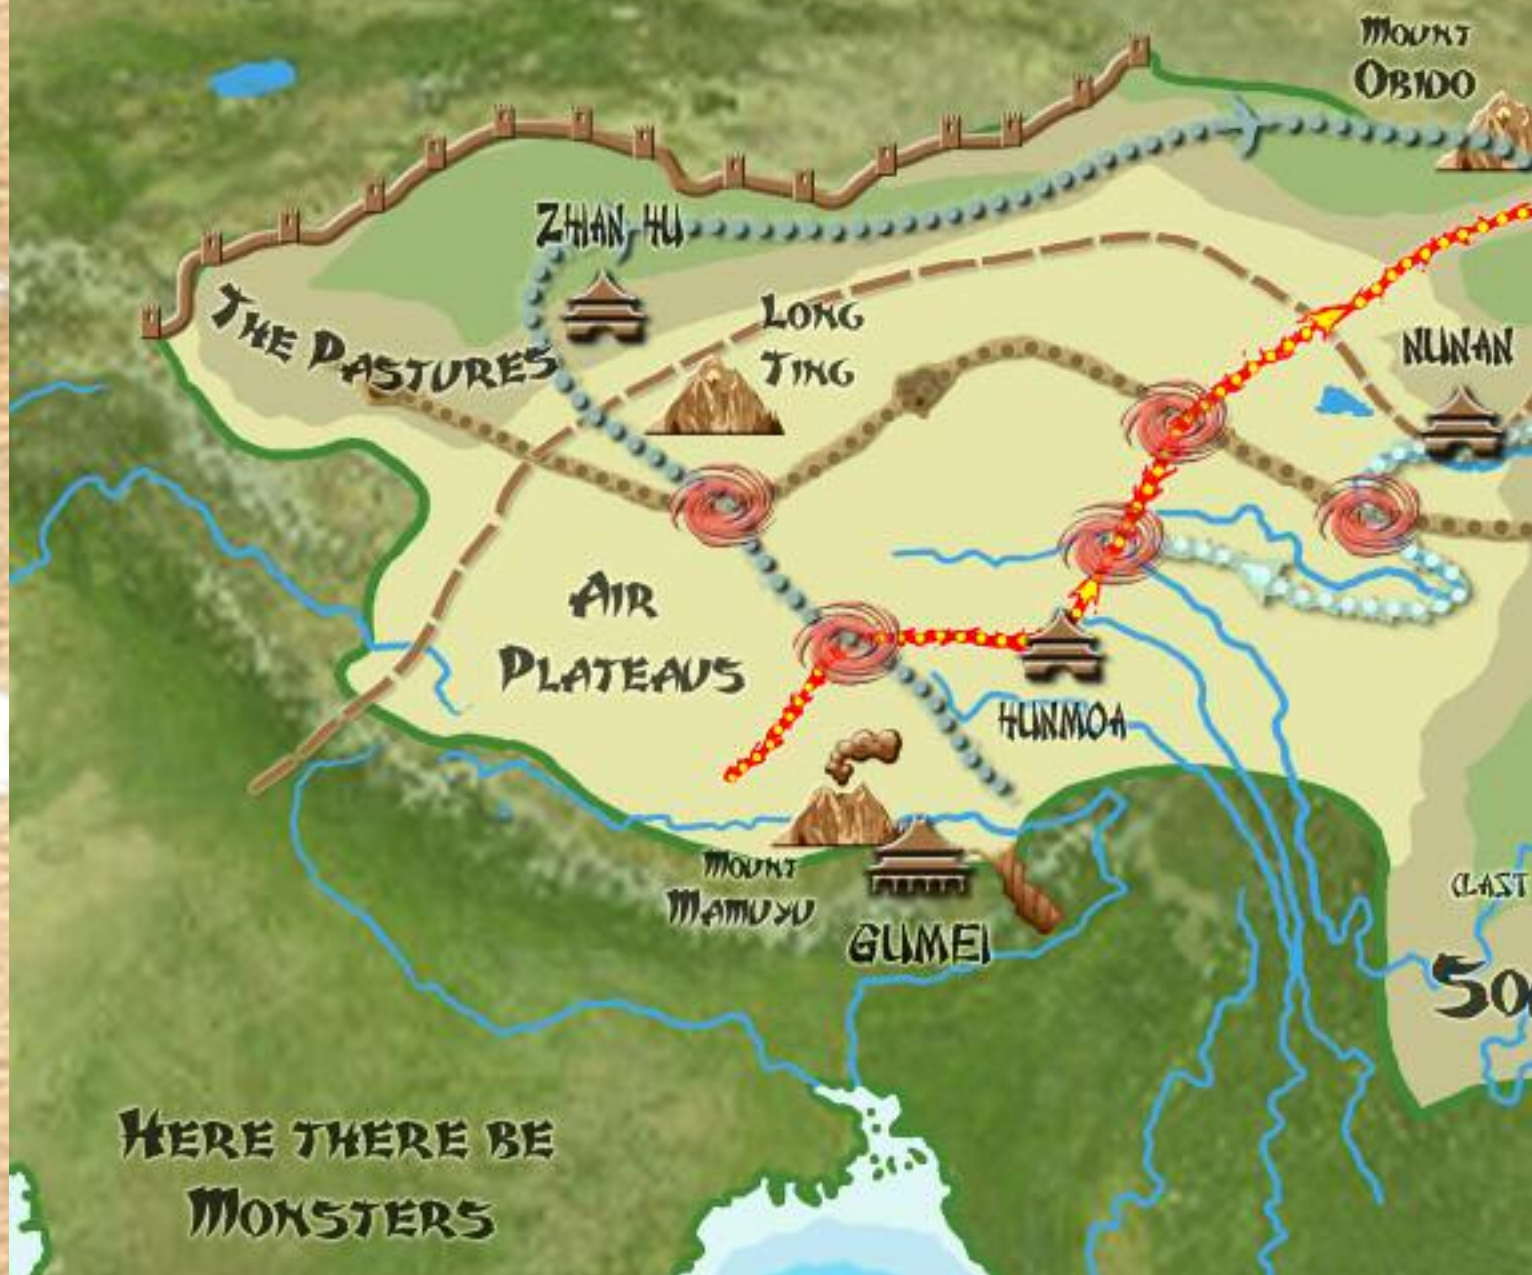 MOUNT
OBIDO
ZHIAN HU
THE PASTURES
LONG
TING
NUNAN
AIR
PLATEAUS
HUNMOA
MOUNT
MAMUYU
GUMEI
HERE THERE BE
MONSTERS